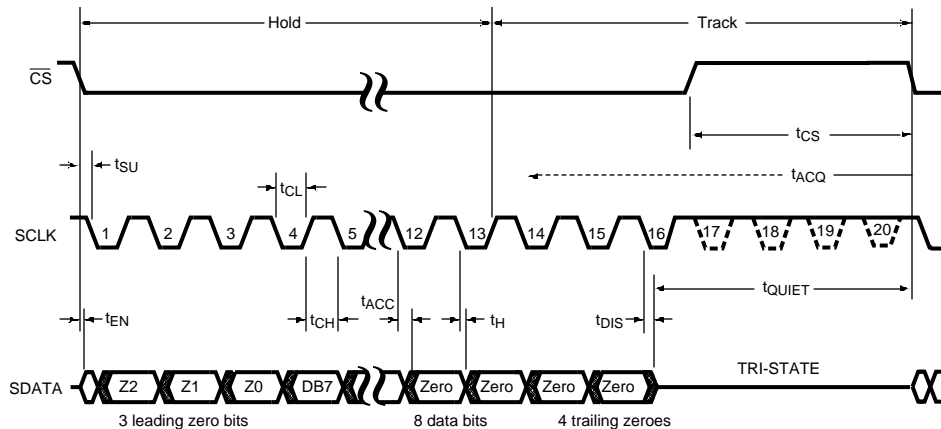 Hold Track
CS
tCS
tSU
tCL
tACQ
SCLK 1 2 3 4 5 12 13 14 15 16 17 18 19 20
tEN
tCH
tACC
tH
tDIS
tQUIET
SDATA Z2 Z1 Z0 DB7 Zero Zero Zero Zero TRI-STATE
3 leading zero bits 8 data bits 4 trailing zeroes